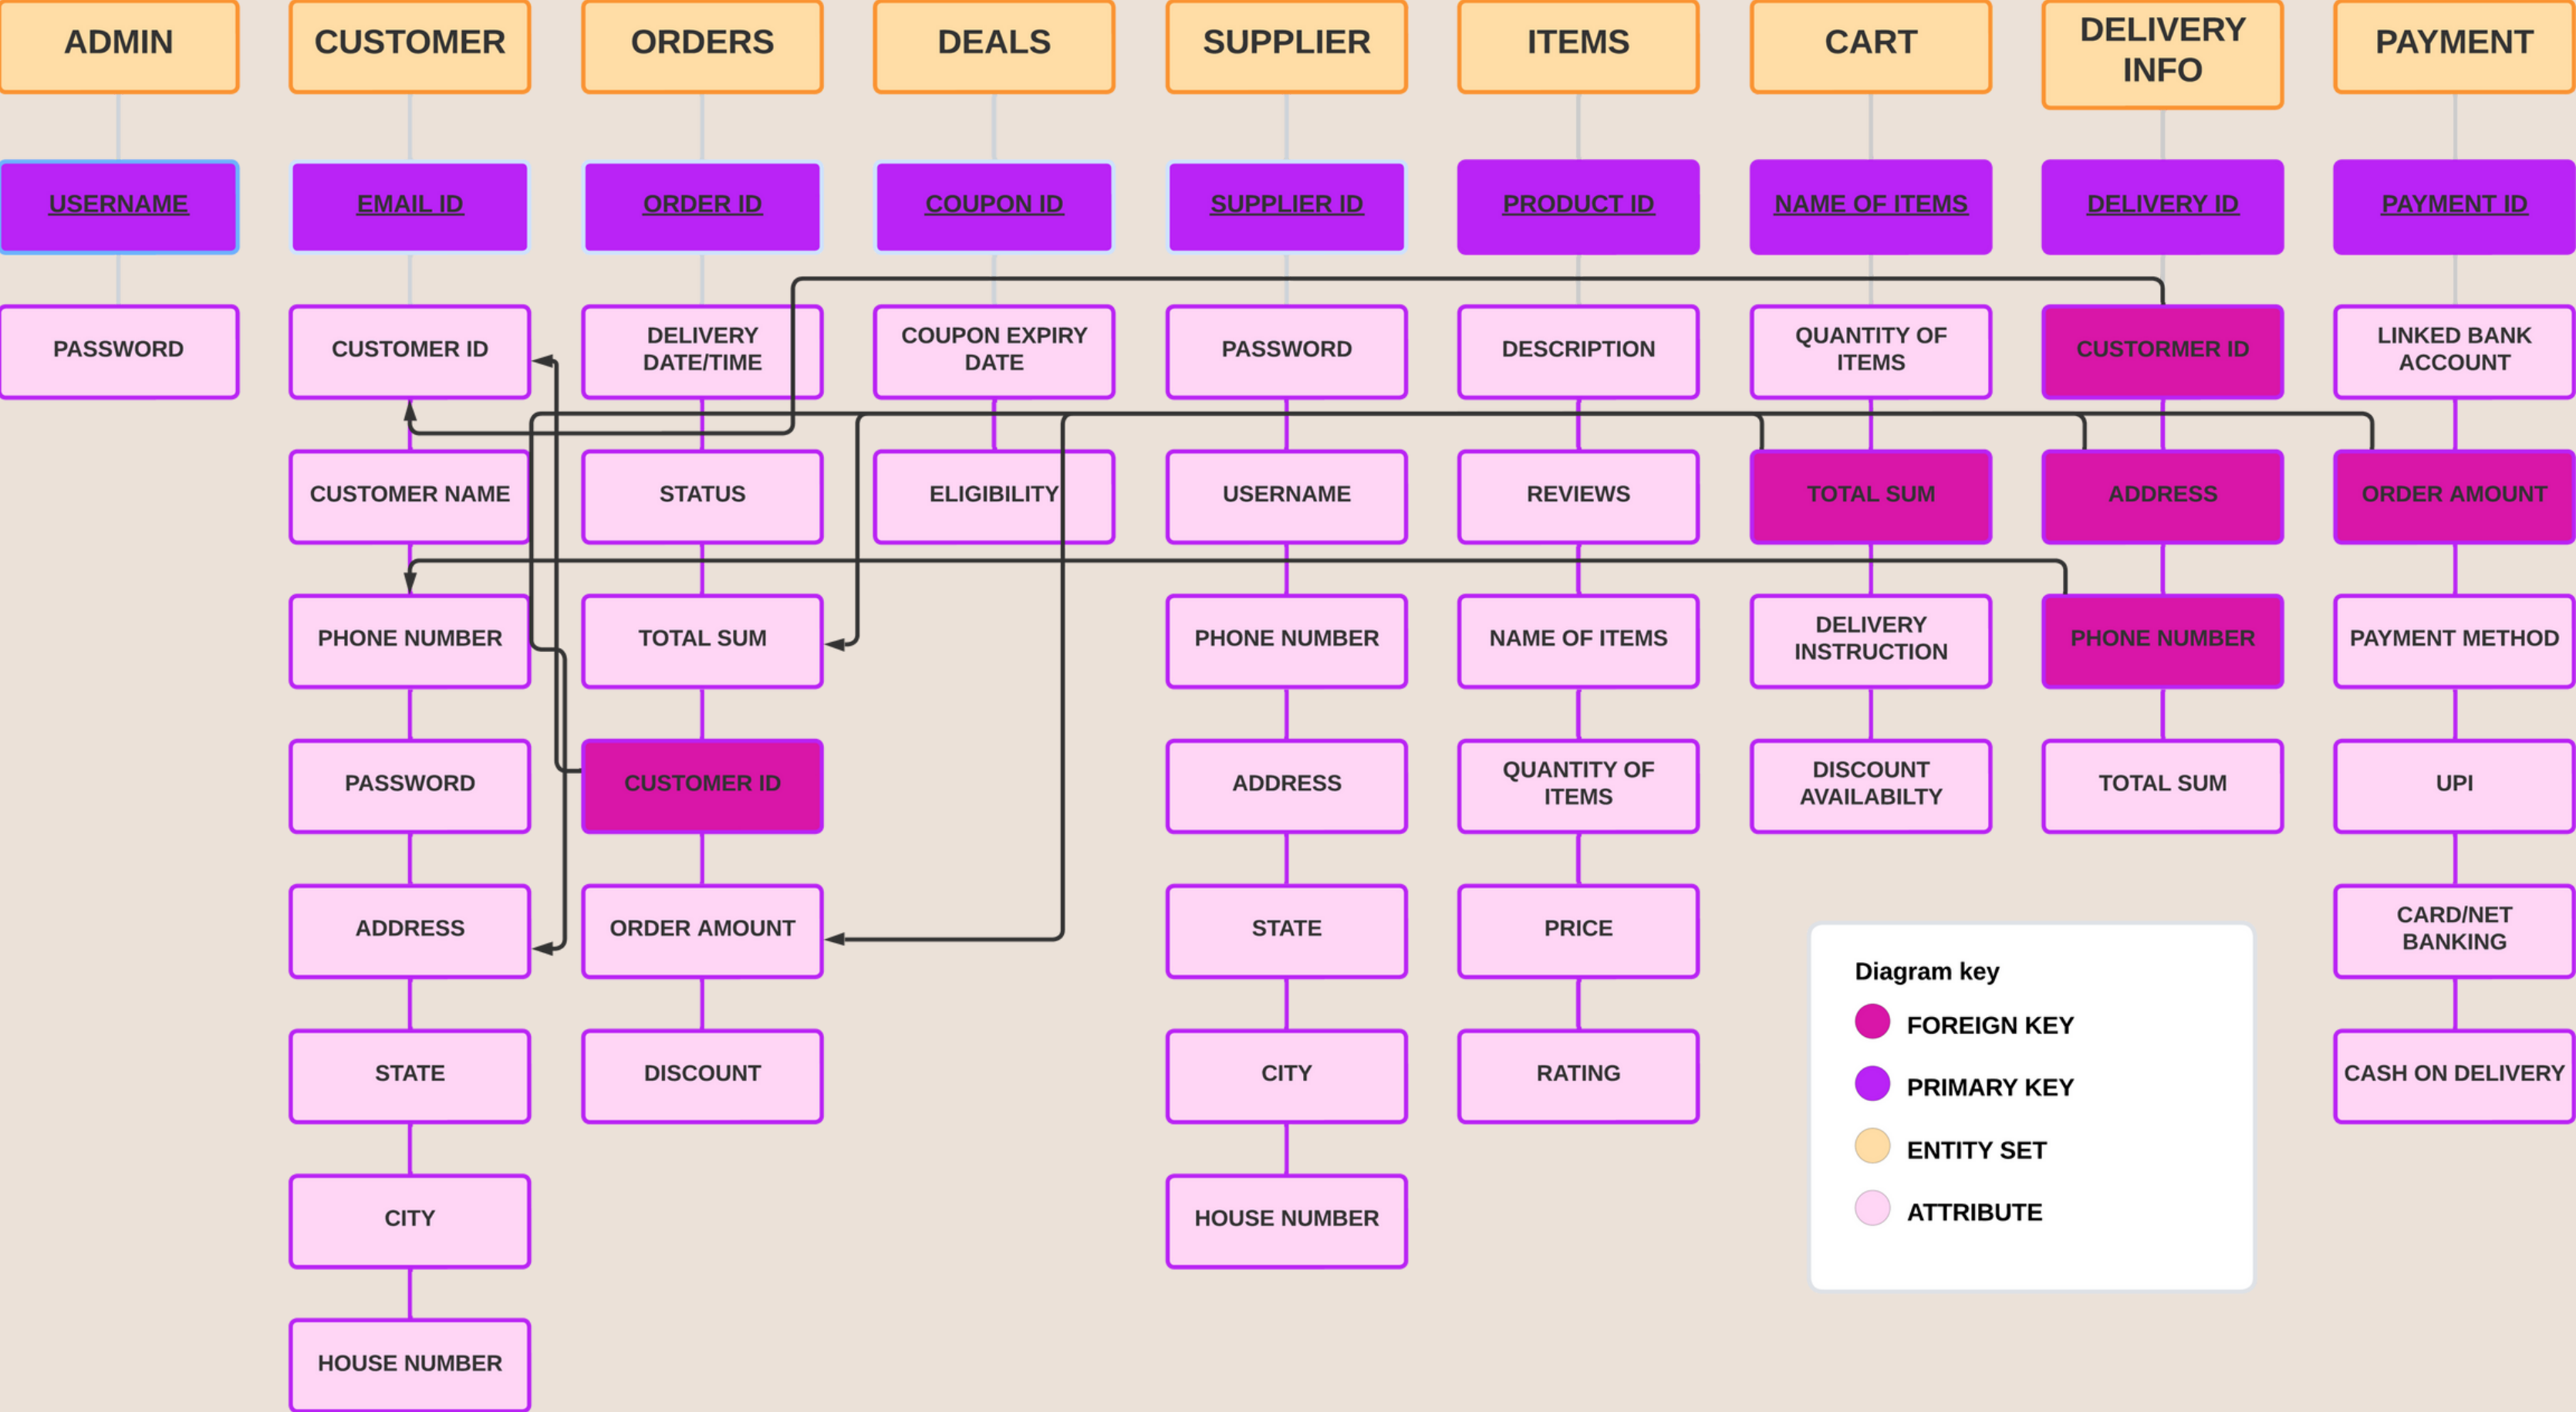 ADMIN
CUSTOMER
ORDERS
DEALS
SUPPLIER
ITEMS
CART
DELIVERY
INFO
PAYMENT
USERNAME
EMAIL ID
ORDER ID
COUPON ID
SUPPLIER ID
PRODUCT ID
NAME OF ITEMS
DELIVERY ID
PAYMENT ID
PASSWORD
CUSTOMER ID
DELIVERY
DATE/TIME
COUPON EXPIRY
DATE
PASSWORD
DESCRIPTION
QUANTITY OF
ITEMS
CUSTORMER ID
LINKED BANK
ACCOUNT
CUSTOMER NAME
STATUS
ELIGIBILITY
USERNAME
REVIEWS
TOTAL SUM
ADDRESS
ORDER AMOUNT
PHONE NUMBER
TOTAL SUM
PHONE NUMBER
NAME OF ITEMS
DELIVERY
INSTRUCTION
PHONE NUMBER
PAYMENT METHOD
PASSWORD
CUSTOMER ID
ADDRESS
QUANTITY OF
ITEMS
DISCOUNT
AVAILABILTY
TOTAL SUM
UPI
ADDRESS
ORDER AMOUNT
STATE
PRICE
CARD/NET
BANKING
STATE
DISCOUNT
CITY
RATING
CASH ON DELIVERY
CITY
HOUSE NUMBER
HOUSE NUMBER
Diagram key
FOREIGN KEY
PRIMARY KEY
ENTITY SET
ATTRIBUTE